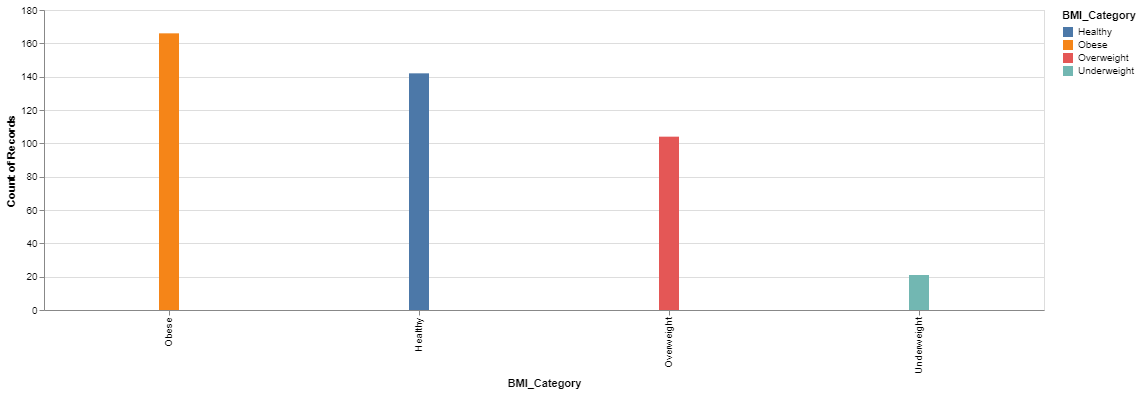 180
160
140
120
100
80
60
40
20
0
Count of Records
Obese
Healthy
Overweight
Underweight
BMI_Category
BMI_Category
Healthy
Obese
Overweight
Underweight